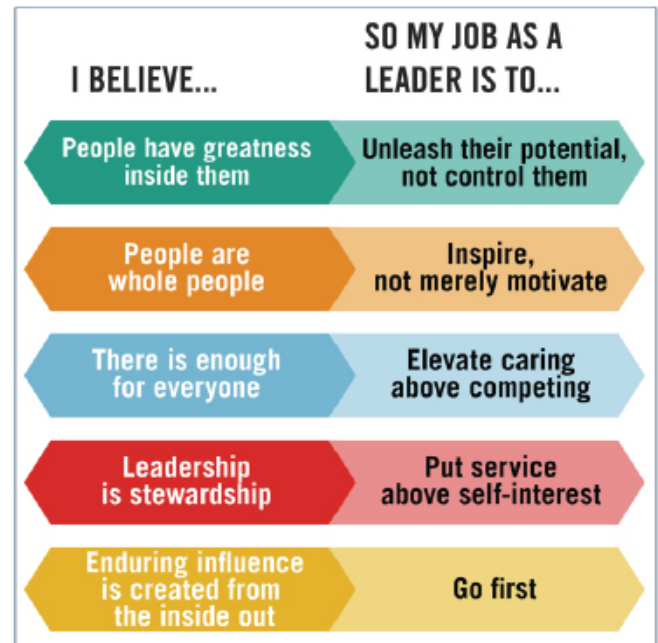 I BELIEVE...
SO MY JOB AS A
LEADER IS TO...
People have greatness
inside them
Unleash their potential,
not control them
People are
whole people
Inspire,
not merely motivate
There is enough
for everyone
Elevate caring
above competing
Leadership
is stewardship
Put service
above self-interest
Enduring influence
is created from
the inside out
Go first